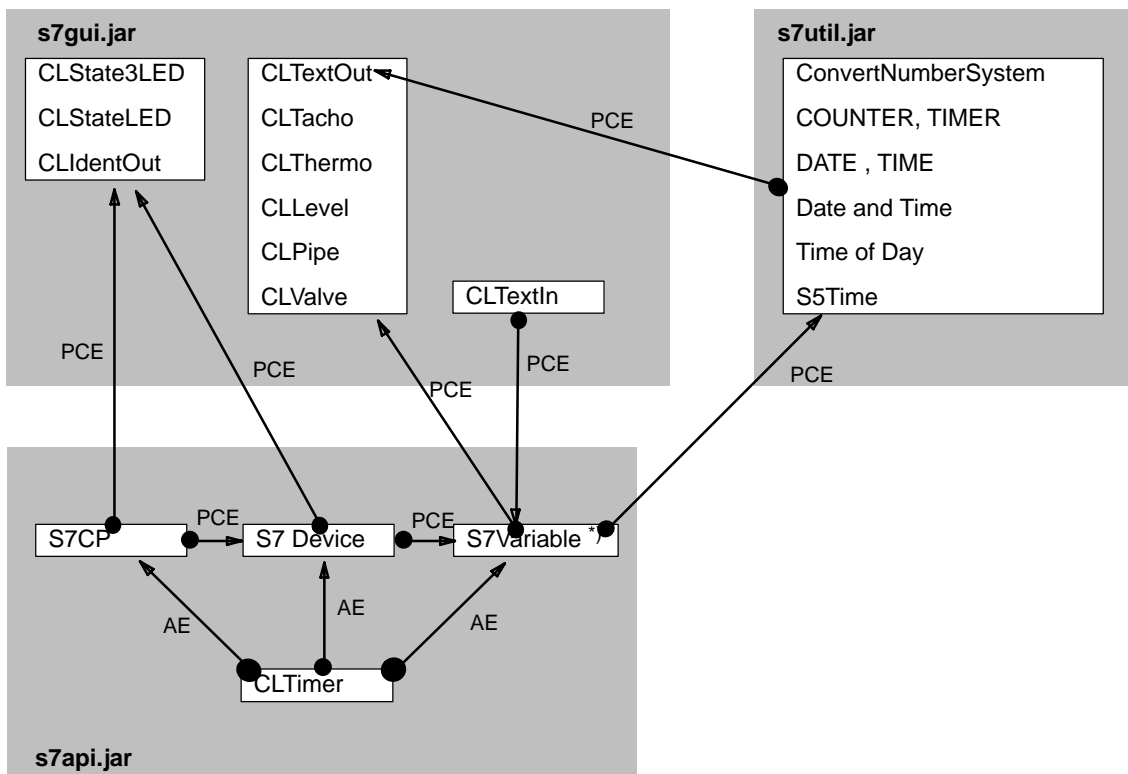 s7gui.jar
CLState3LED
CLStateLED
CLIdentOut
CLTextOut
CLTacho
CLThermo
CLLevel
CLPipe
CLValve
CLTextIn
s7util.jar
ConvertNumberSystem
COUNTER, TIMER
DATE , TIME
Date and Time
Time of Day
S5Time
PCE
PCE
PCE
PCE
PCE
PCE
S7CP
PCE
S7 Device
PCE
S7Variable *)
AE
AE
AE
CLTimer
s7api.jar